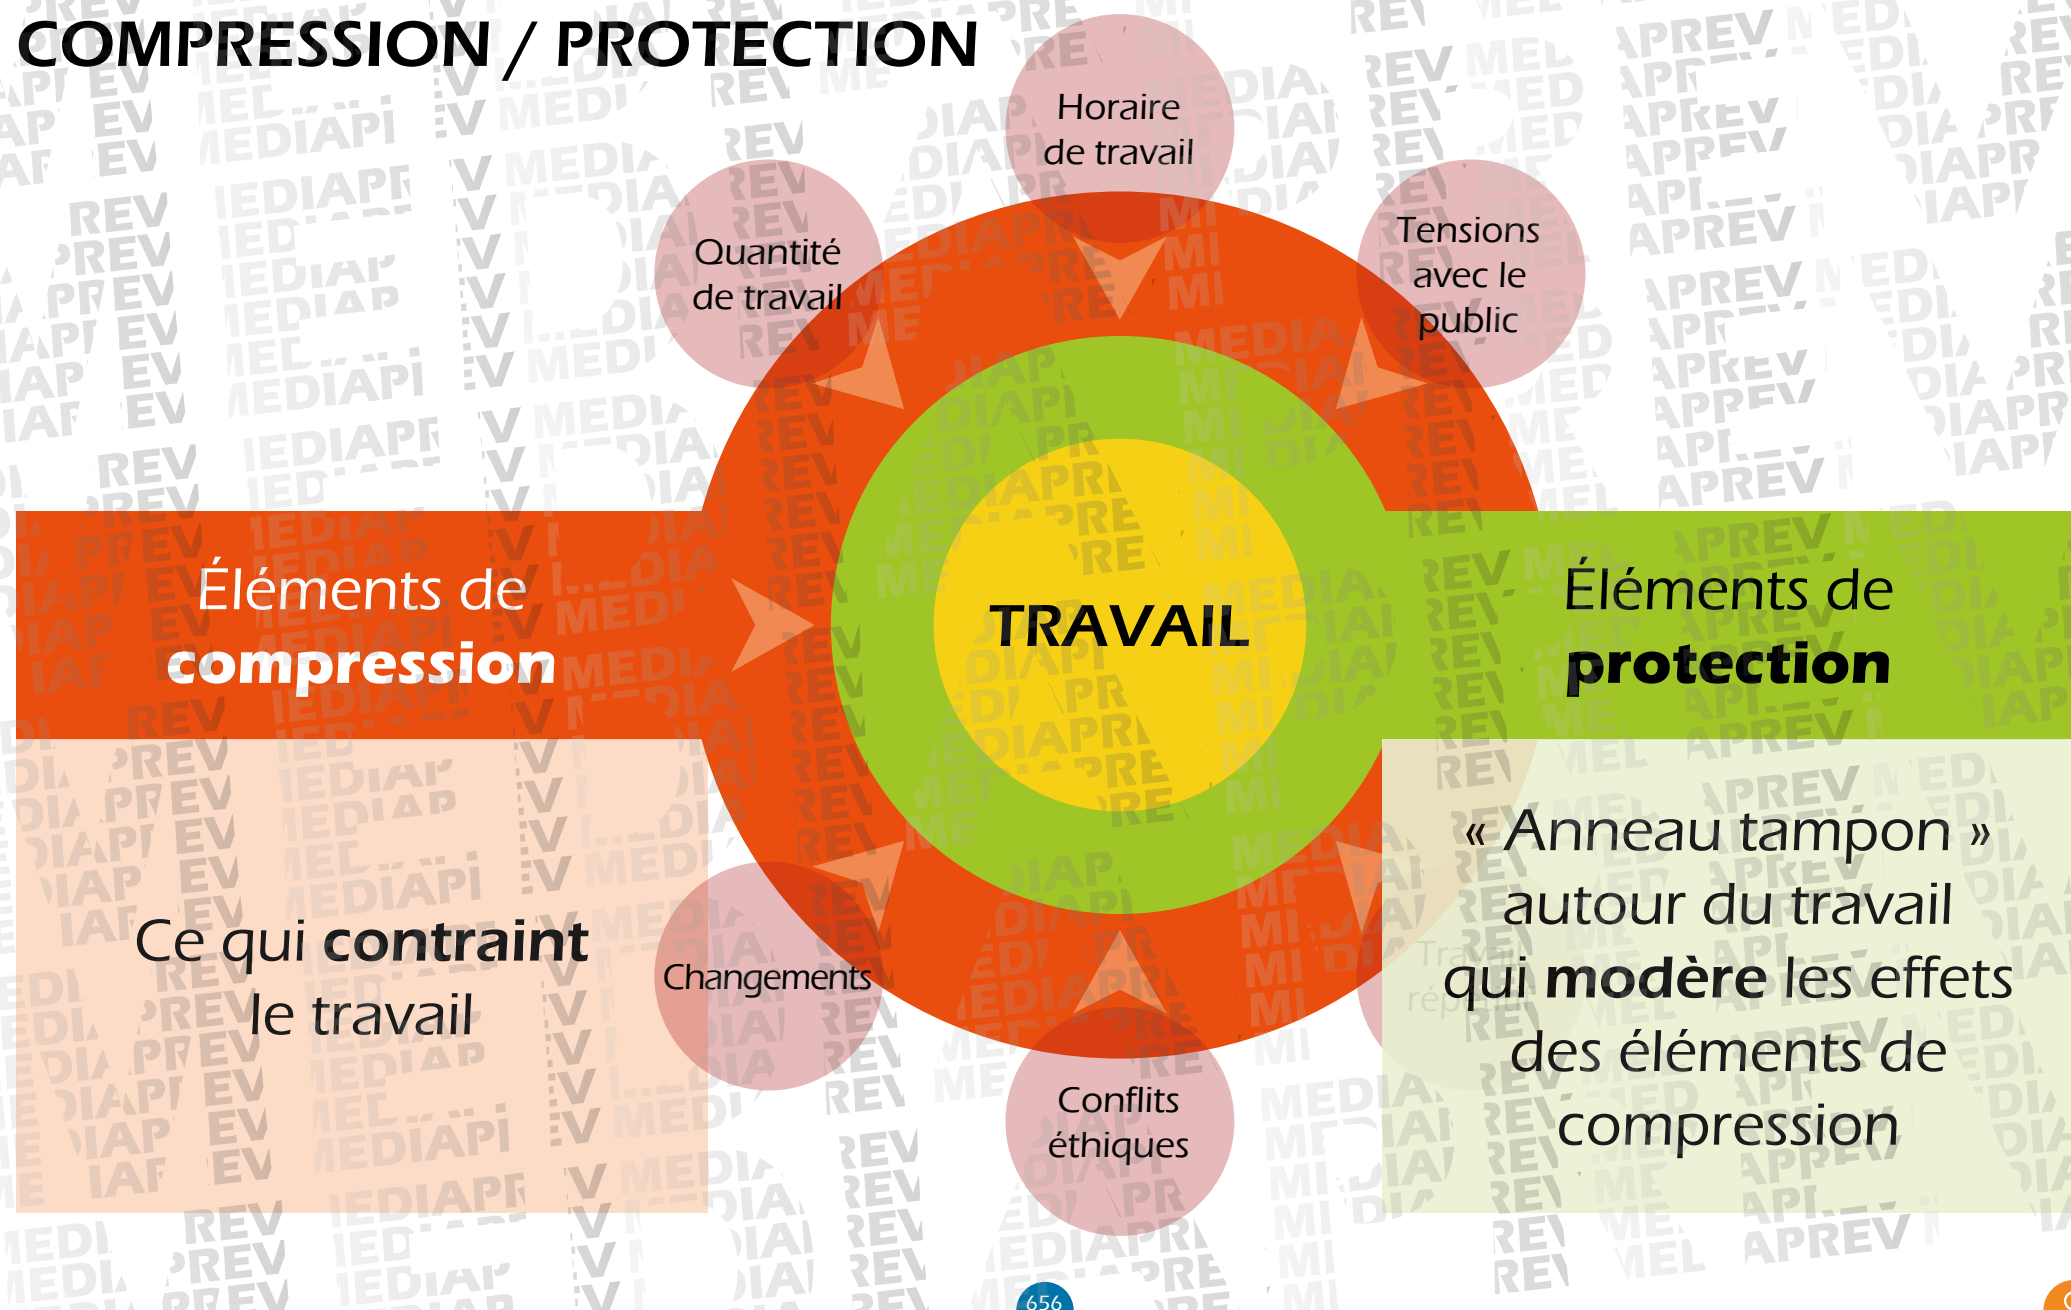 COMPRESSION / PROTECTION
Horaire
de travail
Quantité
de travail
Tensions
avec le
public
Éléments de
compression
TRAVAIL
Éléments de
protection
Ce qui contraint
le travail
« Anneau tampon »
autour du travail
qui modère les effets
des éléments de
compression
Changements
Travail
Conflits
éthiques
656